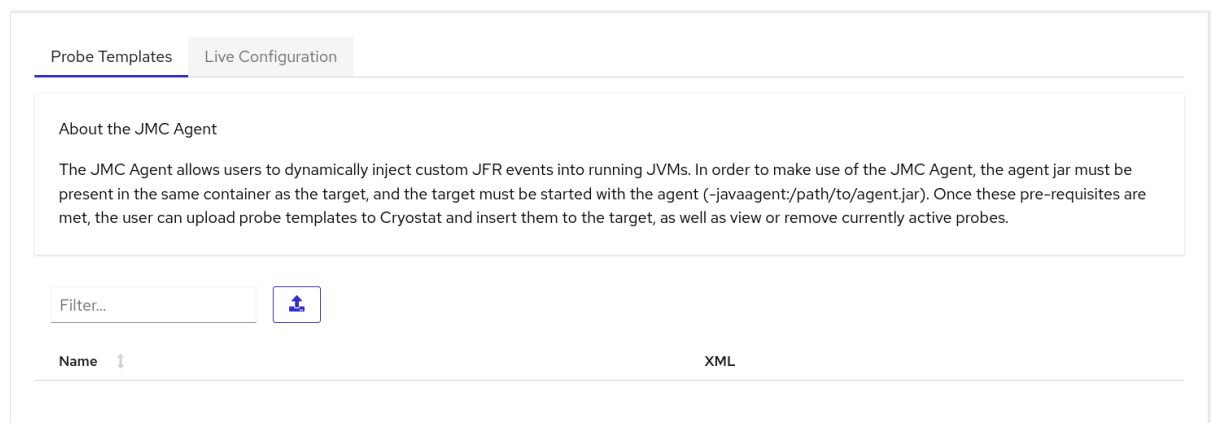 Probe Templates Live Configuration
About the JMC Agent
The JMC Agent allows users to dynamically inject custom JFR events into running JVMs. In order to make use of the JMC Agent, the agent jar must be
present in the same container as the target, and the target must be started with the agent (-javaagent:/path/to/agent.jar). Once these pre-requisites are
met, the user can upload probe templates to Cryostat and insert them to the target, as well as view or remove currently active probes.
Filter...
Name XML